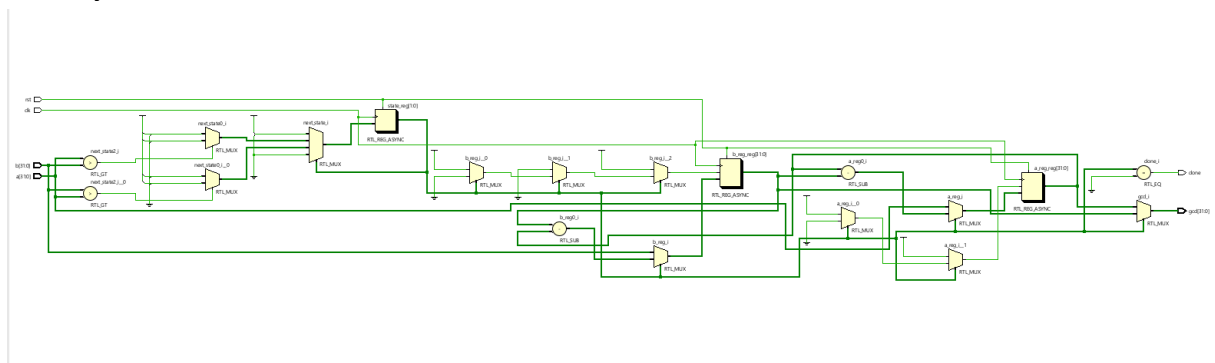 rst
clk
b[31:0]
a[31:0]
next_state2_i
RTL_GT
next_state2_i__0
RTL_GT
next_state0_i
RTL_MUX
next_state0_i__0
RTL_MUX
next_state_i
RTL_MUX
state_reg[1:0]
RTL_REG_ASYNC
b_reg_i__0
RTL_MUX
b_reg_i__1
RTL_MUX
b_reg_i__2
RTL_MUX
b_reg0_i
RTL_SUB
b_reg_i
RTL_MUX
b_reg_reg[31:0]
RTL_REG_ASYNC
a_reg0_i
RTL_SUB
a_reg_i__0
RTL_MUX
a_reg_i
RTL_MUX
a_reg_i__1
RTL_MUX
a_reg_reg[31:0]
RTL_REG_ASYNC
done_i
RTL_EQ
gcd_i
RTL_MUX
done
gcd[31:0]